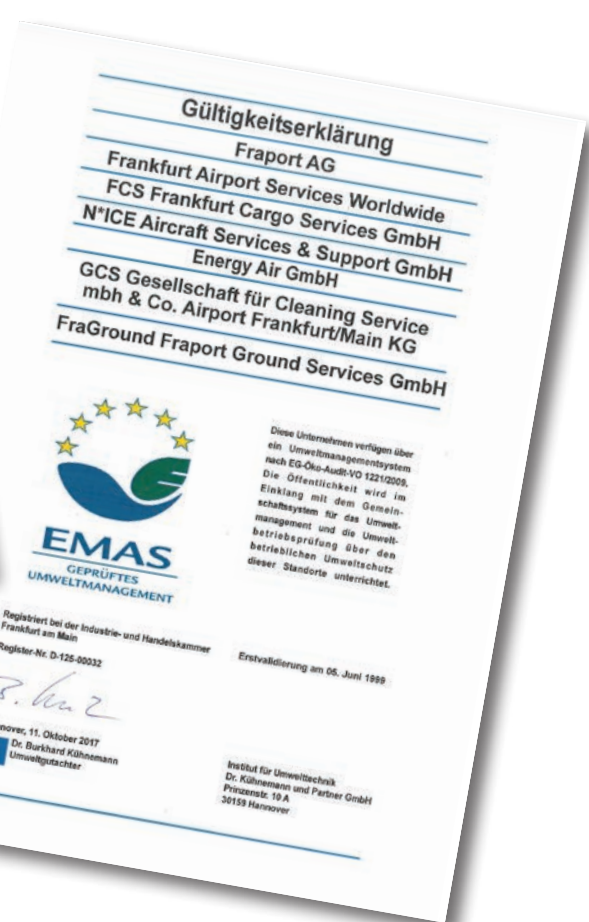 Gültigkeitserklärung
Fraport AG
Frankfurt Airport Services Worldwide
FCS Frankfurt Cargo Services GmbH
N*ICE Aircraft Services & Support GmbH
Energy Air GmbH
GCS Gesellschaft für Cleaning Service
mbh & Co. Airport Frankfurt/Main KG
FraGround Fraport Ground Services GmbH
EMAS
GEPRÜFTES
UMWELTMANAGEMENT
Diese Unternehmen verfügen über
ein Umweltmanagementsystem
nach EG-Öko-Audit-VO 1221/2009.
Die Öffentlichkeit wird im
Einklang mit dem Gemein-
schaftssystem für das Umwelt-
management und die Umwelt-
betriebsprüfung über den
betrieblichen Umweltschutz
dieser Standorte unterrichtet.
Registriert bei der Industrie- und Handelskammer
Frankfurt am Main
Register-Nr. D-125-00032
Erstvalidierung am 05. Juni 1999
nover, 11. Oktober 2017
Dr. Burkhard Kühnemann
Umweltgutachter
Institut für Umwelttechnik
Dr. Kühnemann und Partner GmbH
Prinzenstr. 10 A
30159 Hannover